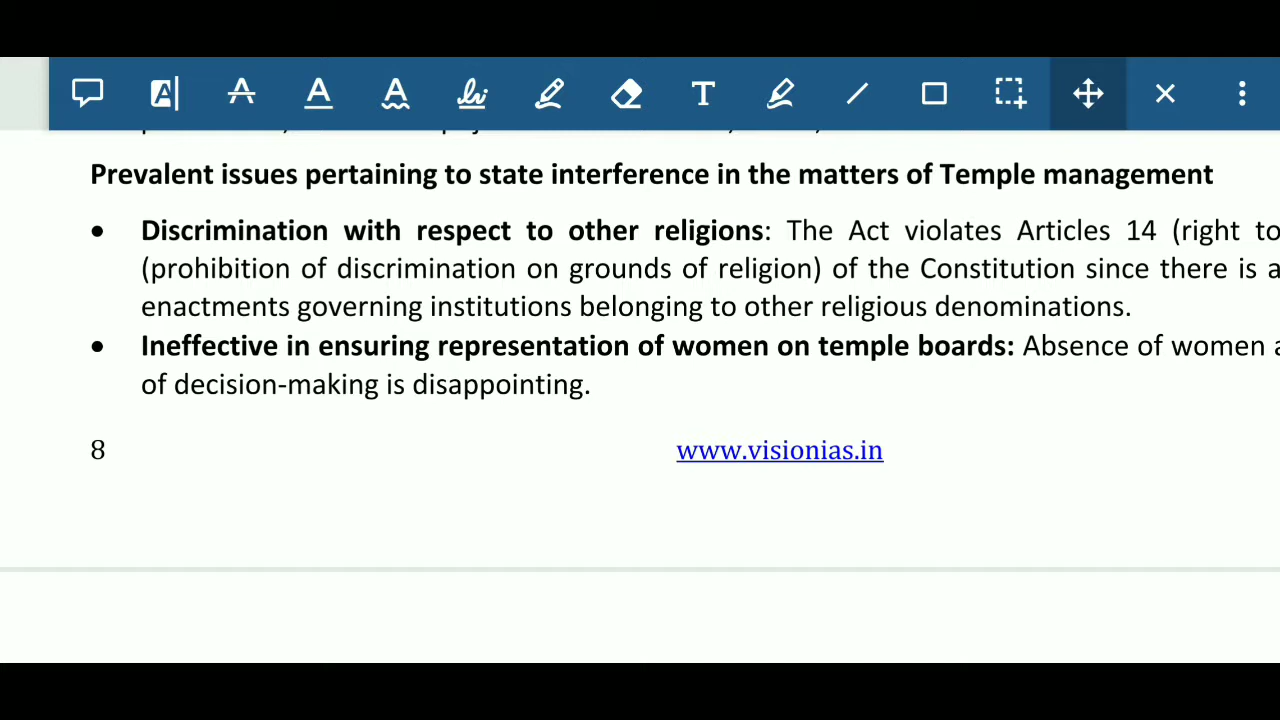 Prevalent issues pertaining to state interference in the matters of Temple management
• Discrimination with respect to other religions: The Act violates Articles 14 (right to
(prohibition of discrimination on grounds of religion) of the Constitution since there is a
enactments governing institutions belonging to other religious denominations.
• Ineffective in ensuring representation of women on temple boards: Absence of women a
of decision-making is disappointing.
8 www.visionias.in